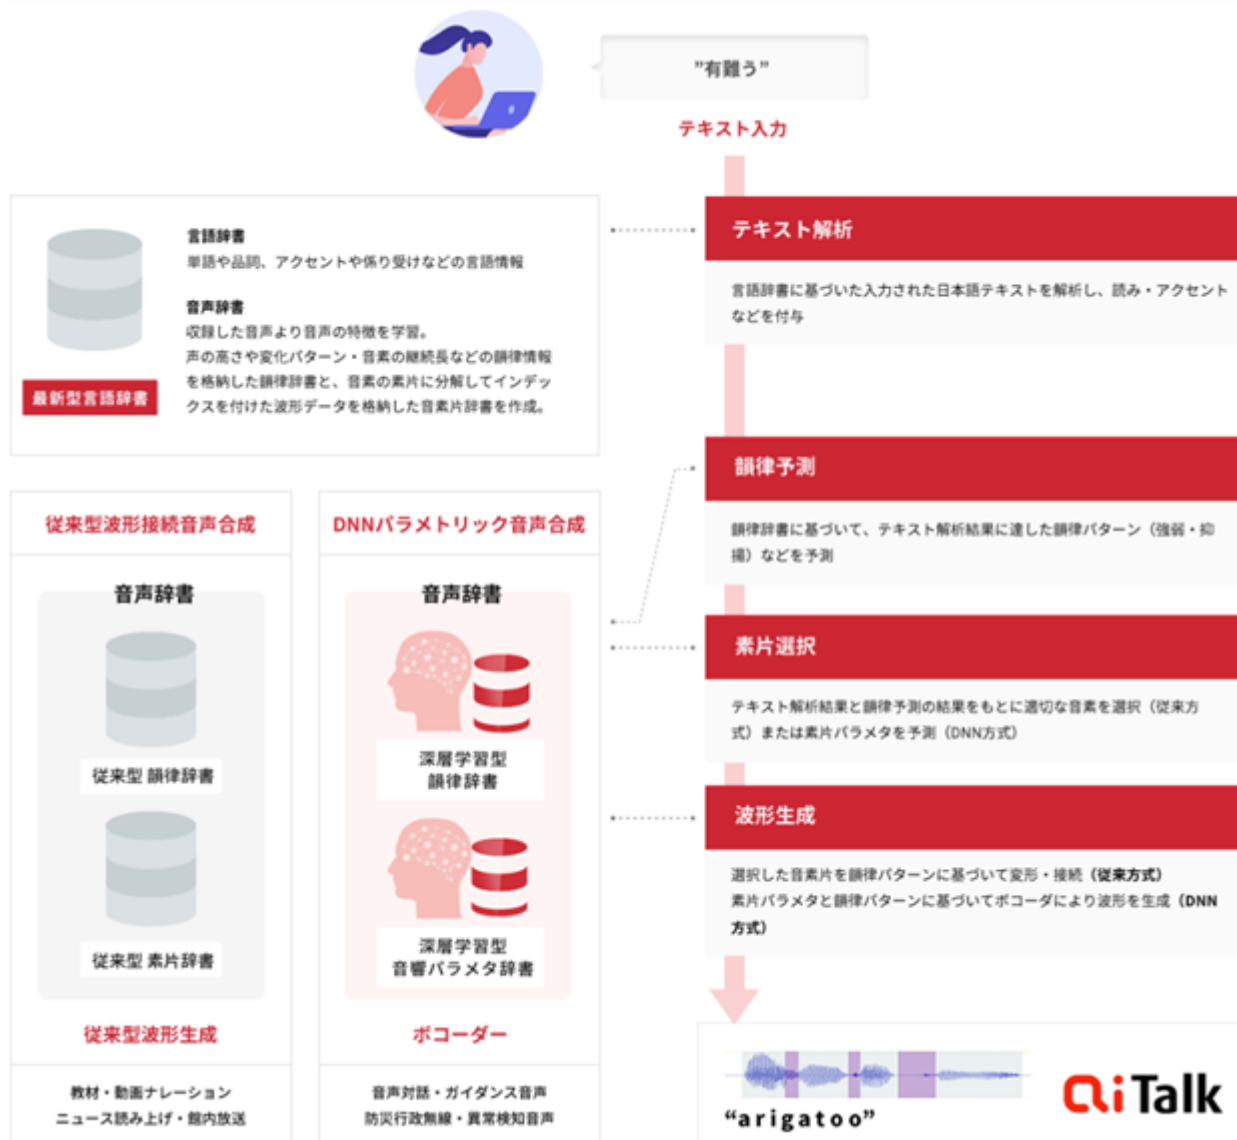 ”有難う”
テキスト入力
言語辞書
単語や品詞、アクセントや係り受けなどの言語情報
音声辞書
収録した音声より音声の特徴を学習。
声の高さや変化パターン・音素の継続長などの韻律情報
を格納した韻律辞書と、音素の素片に分解してインデッ
クスを付けた波形データを格納した音素片辞書を作成。
最新型言語辞書
テキスト解析
言語辞書に基づいた入力された日本語テキストを解析し、読み・アクセント
などを付与
韻律予測
韻律辞書に基づいて、テキスト解析結果に達した韻律パターン（強弱・抑
揚）などを予測
素片選択
テキスト解析結果と韻律予測の結果をもとに適切な音素を選択（従来方
式）または素片パラメタを予測（DNN方式）
波形生成
選択した音素片を韻律パターンに基づいて変形・接続（従来方式）
素片パラメタと韻律パターンに基づいてボコーダにより波形を生成（DNN
方式）
従来型波形接続音声合成
音声辞書
従来型 韻律辞書
従来型 素片辞書
従来型波形生成
教材・動画ナレーション
ニュース読み上げ・館内放送
DNNパラメトリック音声合成
音声辞書
深層学習型
韻律辞書
深層学習型
音響パラメタ辞書
ボコーダー
音声対話・ガイダンス音声
防災行政無線・異常検知音声
“arigatoo”
AiTalk